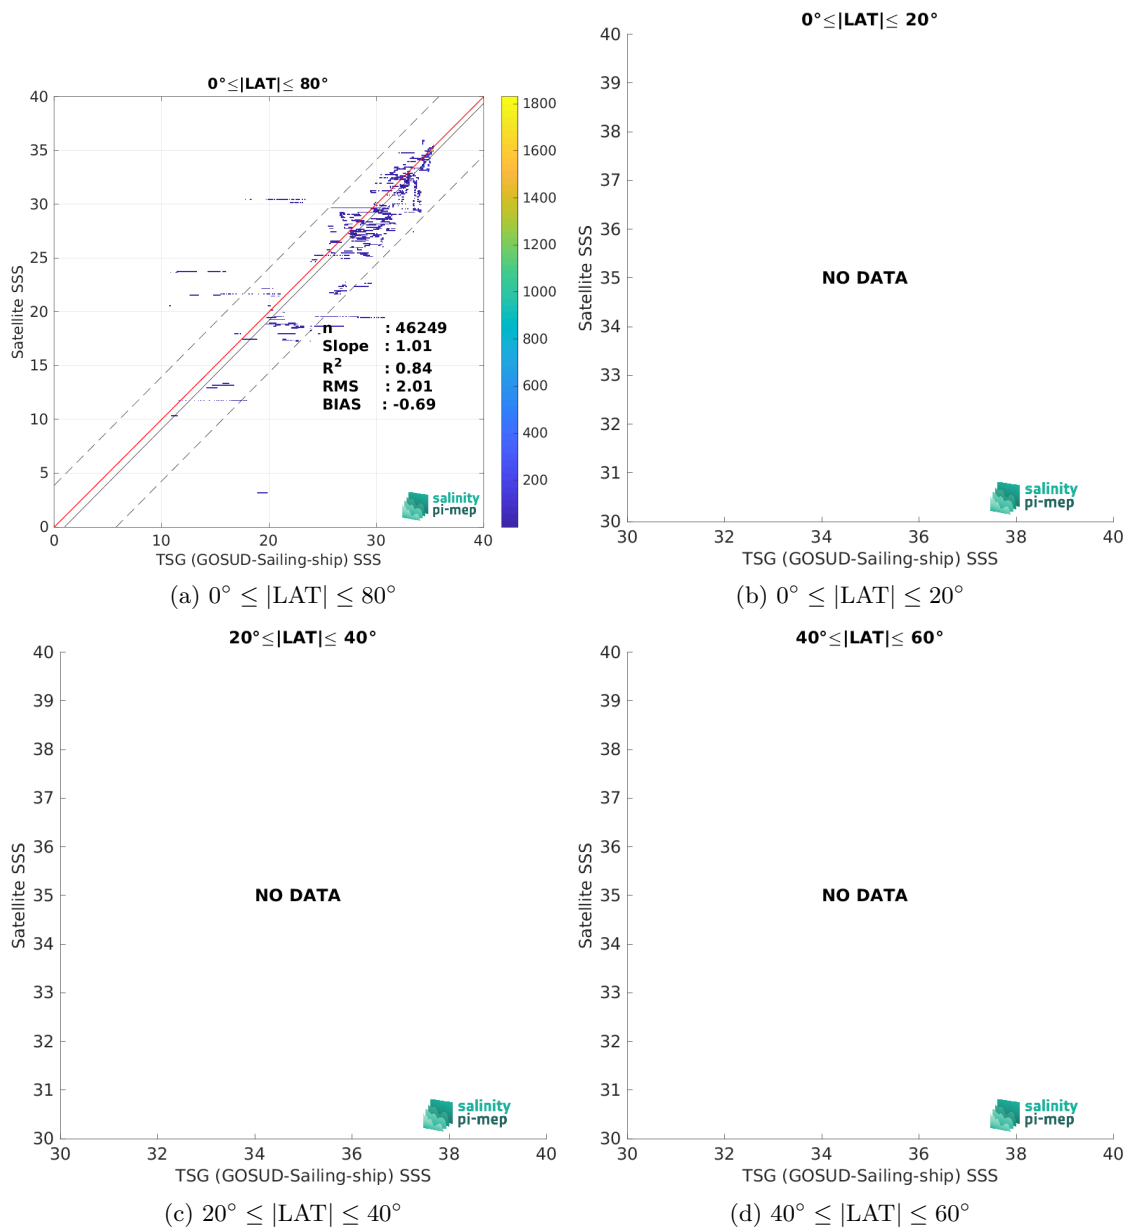 0°≤|LAT|≤ 80°
40
35
30
25
20
15
10
5
0
0
10
20
30
40
Satellite SSS
TSG (GOSUD-Sailing-ship) SSS
n : 46249
Slope : 1.01
R² : 0.84
RMS : 2.01
BIAS : -0.69
salinity
pi-mep
1800
1600
1400
1200
1000
800
600
400
200
(a) 0° ≤ |LAT| ≤ 80°
0°≤|LAT|≤ 20°
40
39
38
37
36
35
34
33
32
31
30
30
32
34
36
38
40
Satellite SSS
NO DATA
salinity
pi-mep
TSG (GOSUD-Sailing-ship) SSS
(b) 0° ≤ |LAT| ≤ 20°
20°≤|LAT|≤ 40°
40
39
38
37
36
35
34
33
32
31
30
30
32
34
36
38
40
Satellite SSS
NO DATA
salinity
pi-mep
TSG (GOSUD-Sailing-ship) SSS
(c) 20° ≤ |LAT| ≤ 40°
40°≤|LAT|≤ 60°
40
39
38
37
36
35
34
33
32
31
30
30
32
34
36
38
40
Satellite SSS
NO DATA
salinity
pi-mep
TSG (GOSUD-Sailing-ship) SSS
(d) 40° ≤ |LAT| ≤ 60°